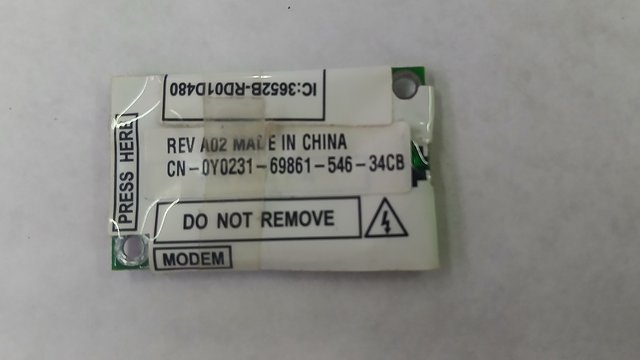 IC:3652B-RD01D480
REV A02 MADE IN CHINA
CN-0Y0231-69861-546-34CB
PRESS HERE
DO NOT REMOVE
MODEM